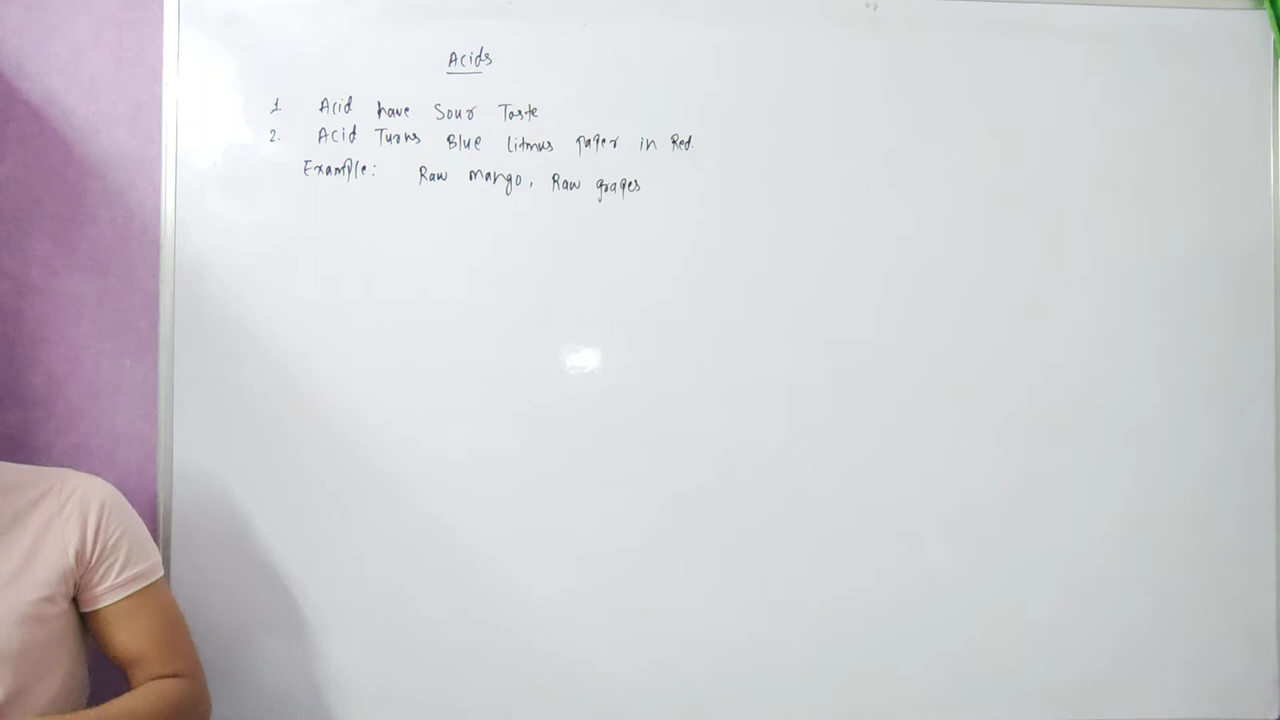 Acids
1. Acid have Sour Taste
2. Acid Turns Blue Litmus paper in Red.
Example: Raw mango, Raw grapes